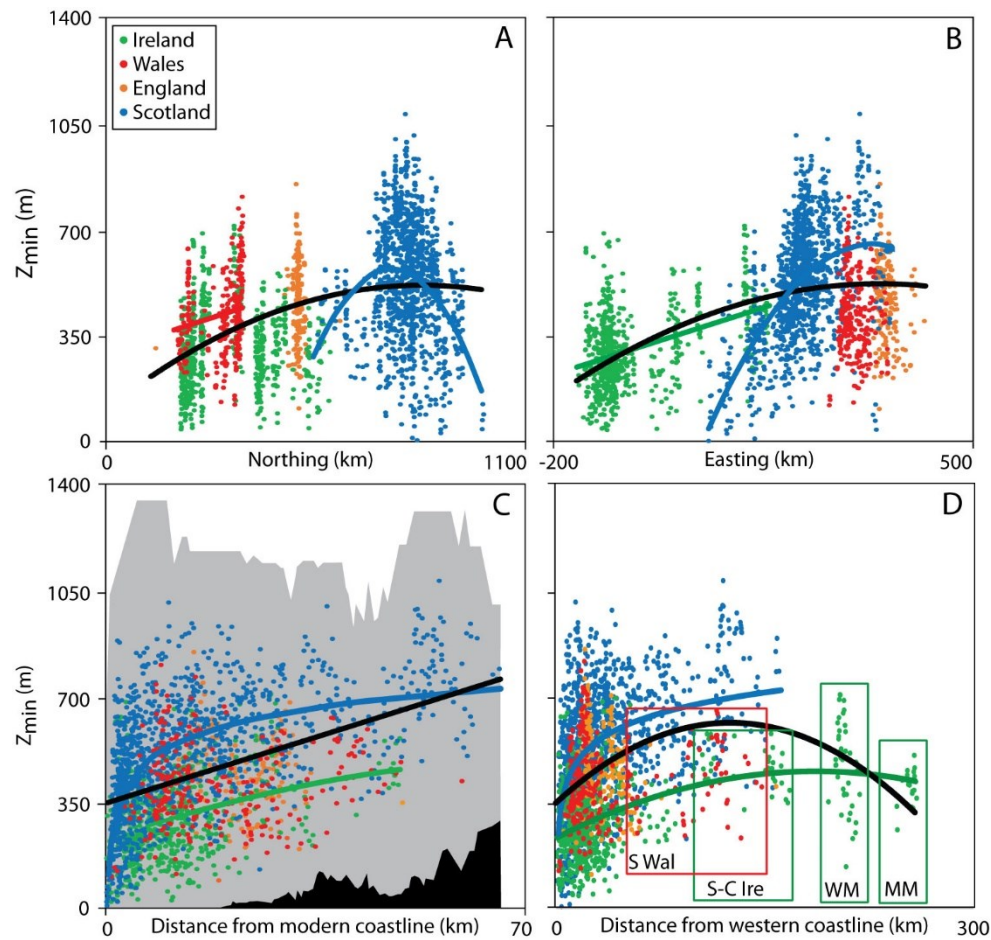 1400
1050
700
350
0
Zmin (m)
Ireland
Wales
England
Scotland
A
0
Northing (km)
1100
B
-200
Easting (km)
500
1400
1050
700
350
0
Zmin (m)
C
0
Distance from modern coastline (km)
70
D
S Wal
S-C Ire
WM
MM
0
Distance from western coastline (km)
300